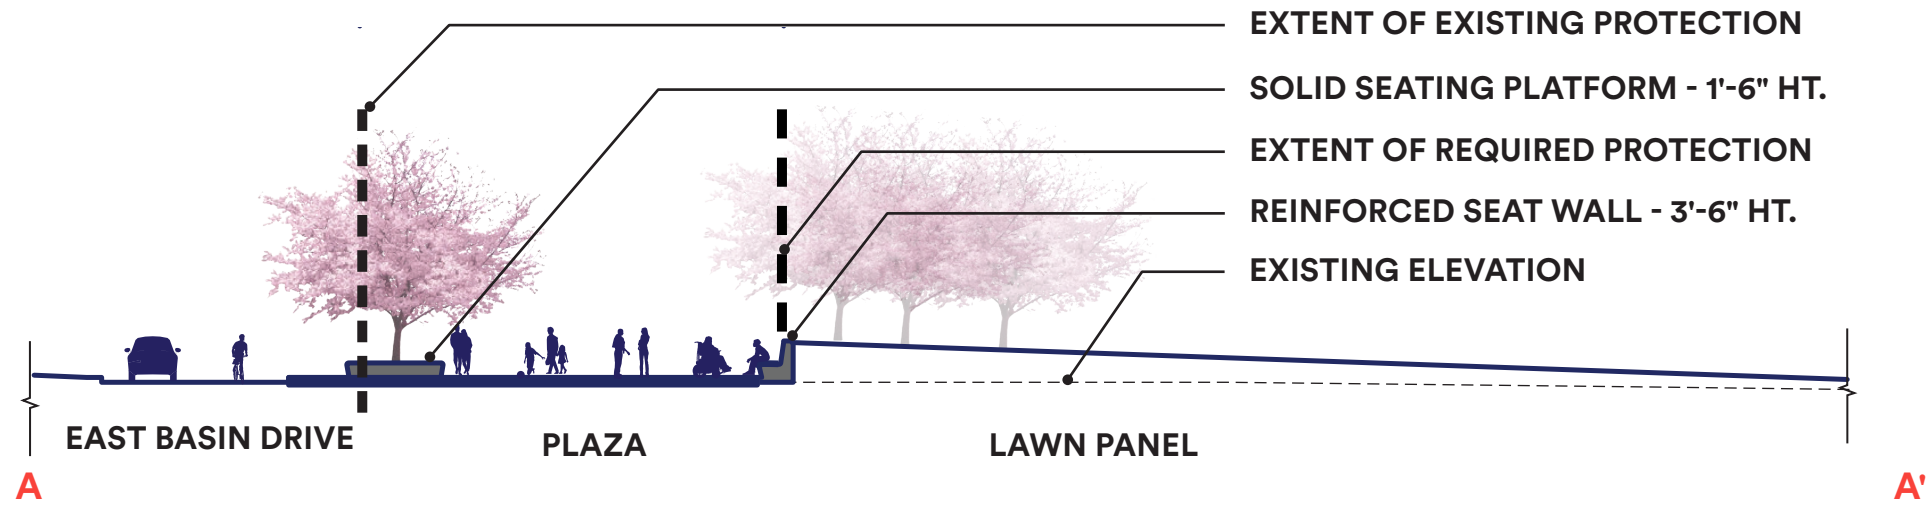 EXTENT OF EXISTING PROTECTION
SOLID SEATING PLATFORM - 1'-6" HT.
EXTENT OF REQUIRED PROTECTION
REINFORCED SEAT WALL - 3'-6" HT.
EXISTING ELEVATION
EAST BASIN DRIVE
PLAZA
LAWN PANEL
A
A'